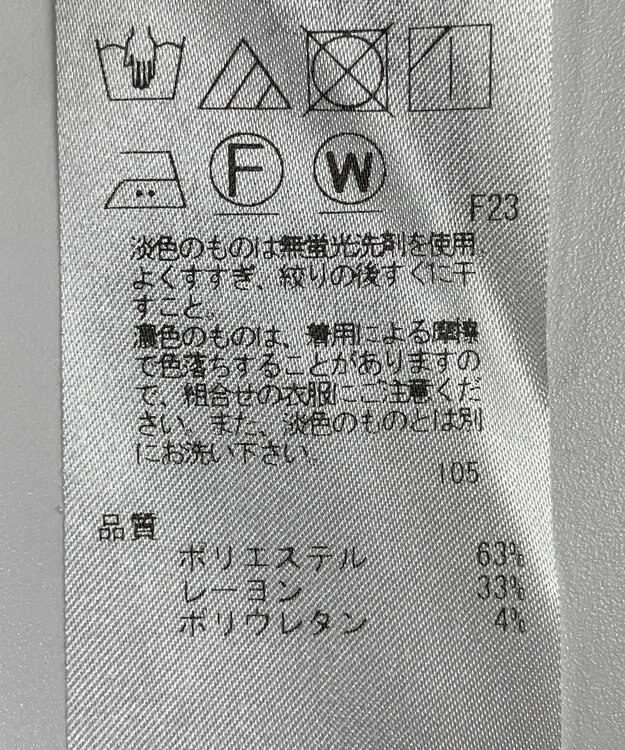 F
W
F23
淡色のものは無蛍光洗剤を使用
よくすすぎ、絞りの後すぐに干
すこと。
濃色のものは、着用による摩擦
で色落ちすることがありますの
で、組合せの衣服にご注意くだ
さい。また、淡色のものとは別
にお洗い下さい。
105
品質
ポリエステル 63%
レーヨン 33%
ポリウレタン 4%